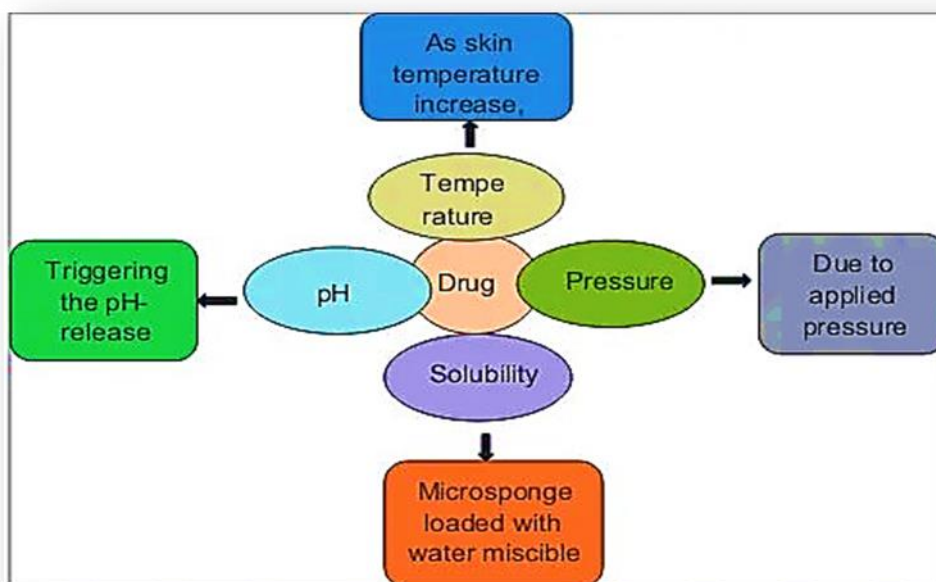 As skin
temperature
increase,
Tempe
rature
Triggering
the pH-
release
pH
Drug
Pressure
Due to
applied
pressure
Solubility
Microsponge
loaded with
water miscible